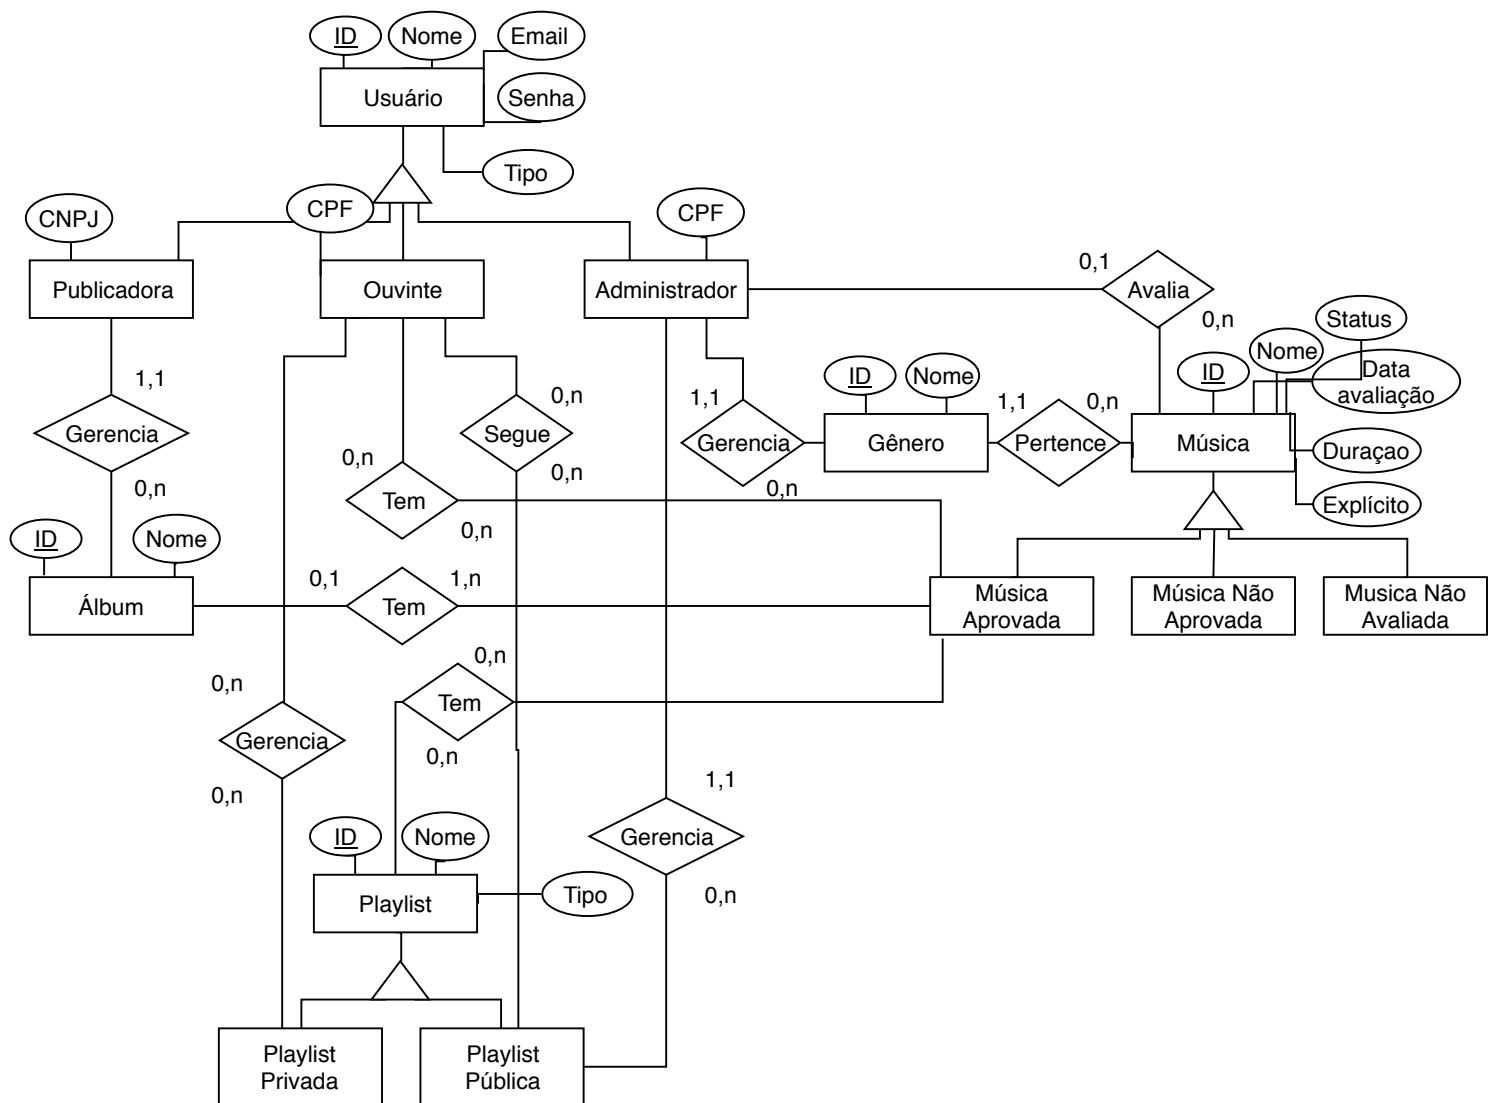 ID
Nome
Email
Usuário
Senha
Tipo
CNPJ
CPF
CPF
Publicadora
Ouvinte
Administrador
0,1
Avalia
0,n
Status
Nome
ID
Data
avaliação
1,1
Gerencia
0,n
0,n
Segue
0,n
1,1
Gerencia
0,n
ID
Nome
Gênero
1,1
Pertence
0,n
Música
Duraçao
Explícito
0,n
Tem
0,n
ID
Nome
Álbum
0,1
Tem
1,n
Música
Aprovada
Música Não
Aprovada
Musica Não
Avaliada
0,n
Tem
0,n
0,n
Gerencia
0,n
1,1
Gerencia
0,n
ID
Nome
Playlist
Tipo
Playlist
Privada
Playlist
Pública